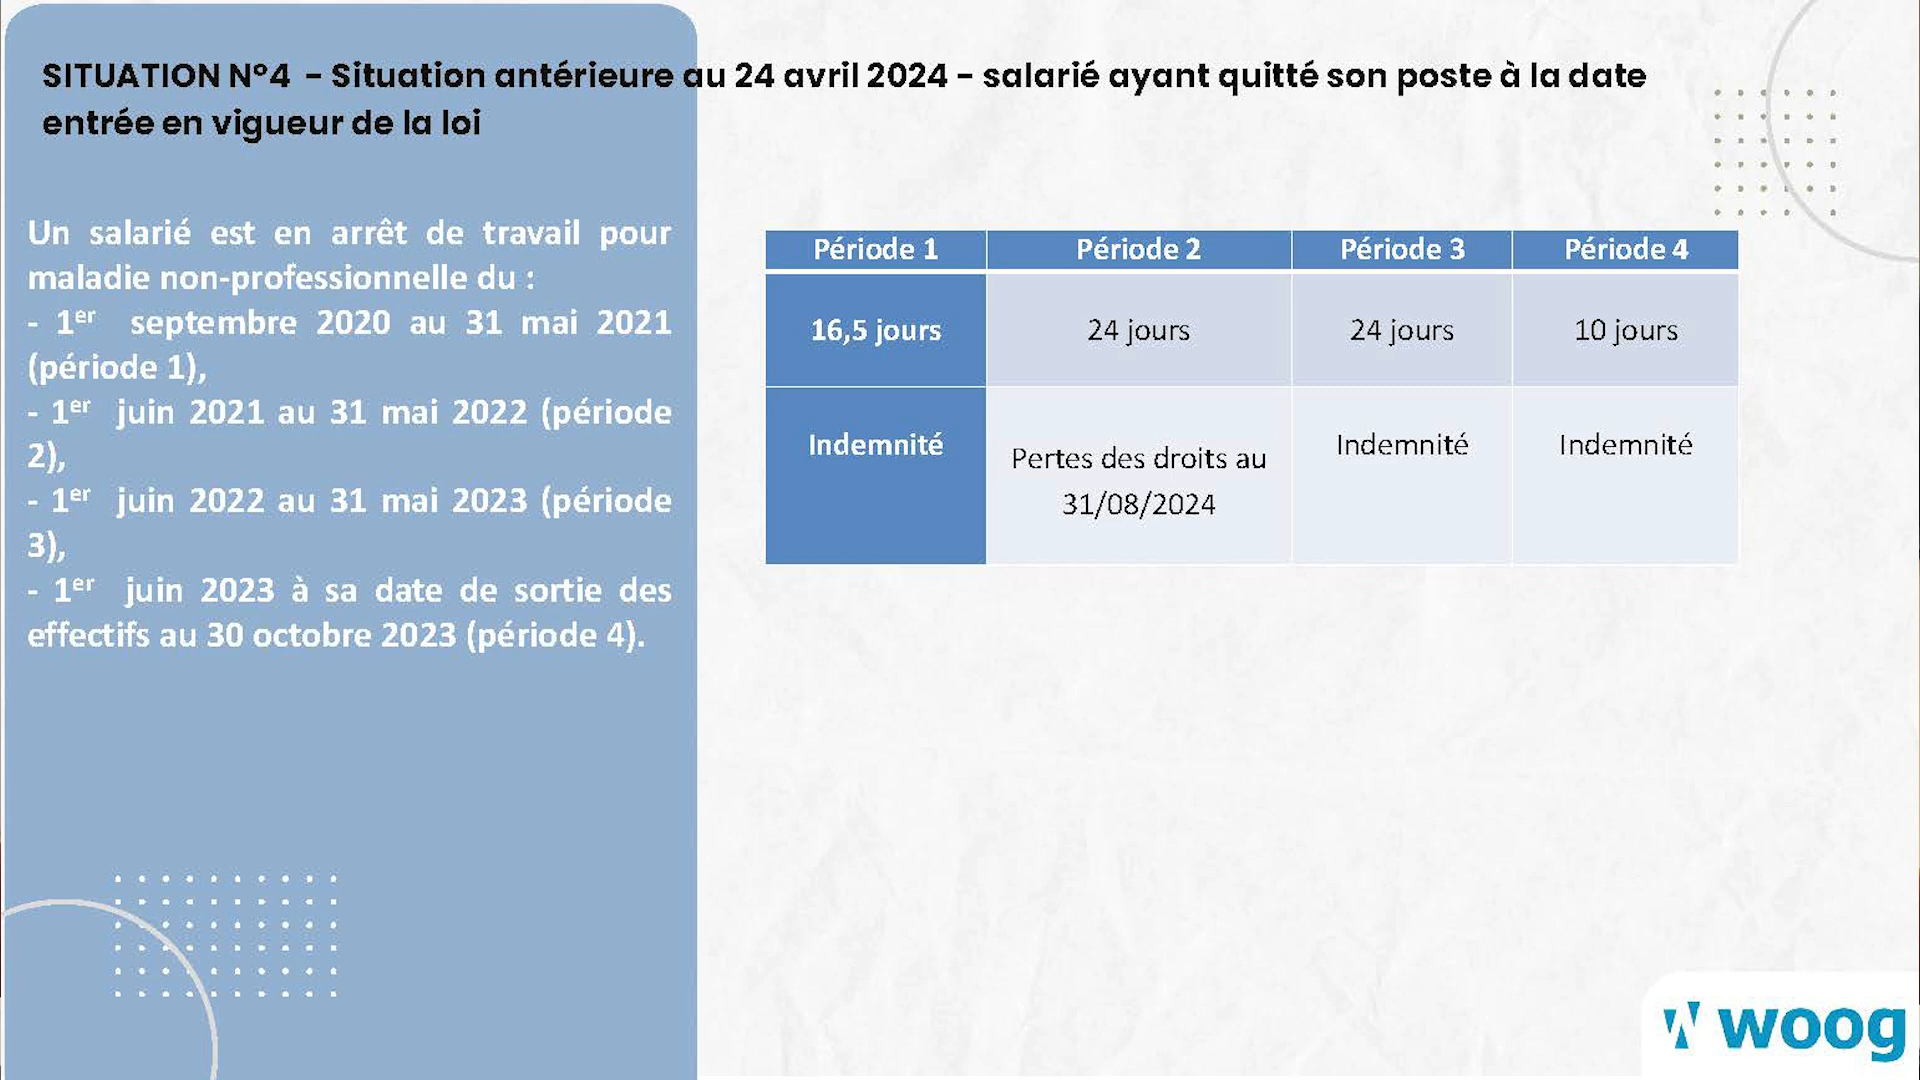 SITUATION N°4 - Situation antérieure au 24 avril 2024 - salarié ayant quitté son poste à la date
entrée en vigueur de la loi
Un salarié est en arrêt de travail pour
maladie non-professionnelle du :
- 1er septembre 2020 au 31 mai 2021
(période 1),
- 1er juin 2021 au 31 mai 2022 (période
2),
- 1er juin 2022 au 31 mai 2023 (période
3),
- 1er juin 2023 à sa date de sortie des
effectifs au 30 octobre 2023 (période 4).
Période 1 Période 2 Période 3 Période 4
16,5 jours 24 jours 24 jours 10 jours
Indemnité Pertes des droits au Indemnité Indemnité
31/08/2024
woog